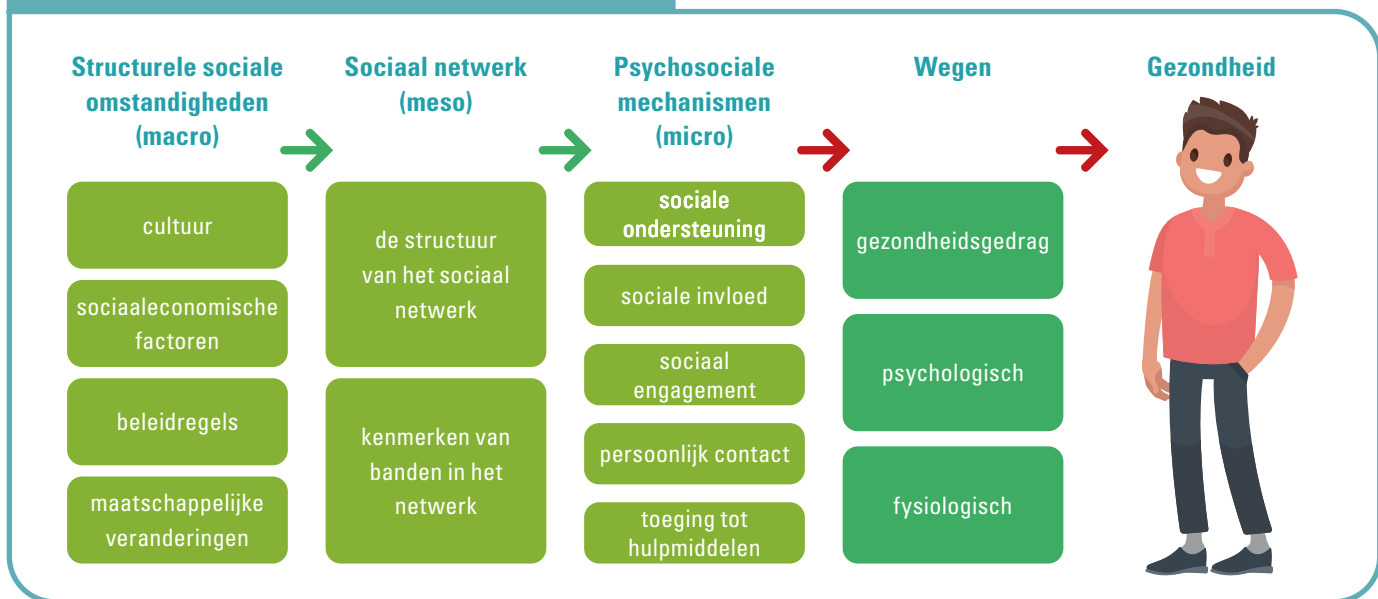 Structurele sociale
omstandigheden
(macro)
cultuur
sociaaleconomische
factoren
beleidregels
maatschappelijke
veranderingen
Sociaal netwerk
(meso)
de structuur
van het sociaal
netwerk
kenmerken van
banden in het
netwerk
Psychosociale
mechanismen
(micro)
sociale
ondersteuning
sociale invloed
sociaal
engagement
persoonlijk contact
toeging tot
hulpmiddelen
Wegen
gezondheidsgedrag
psychologisch
fysiologisch
Gezondheid